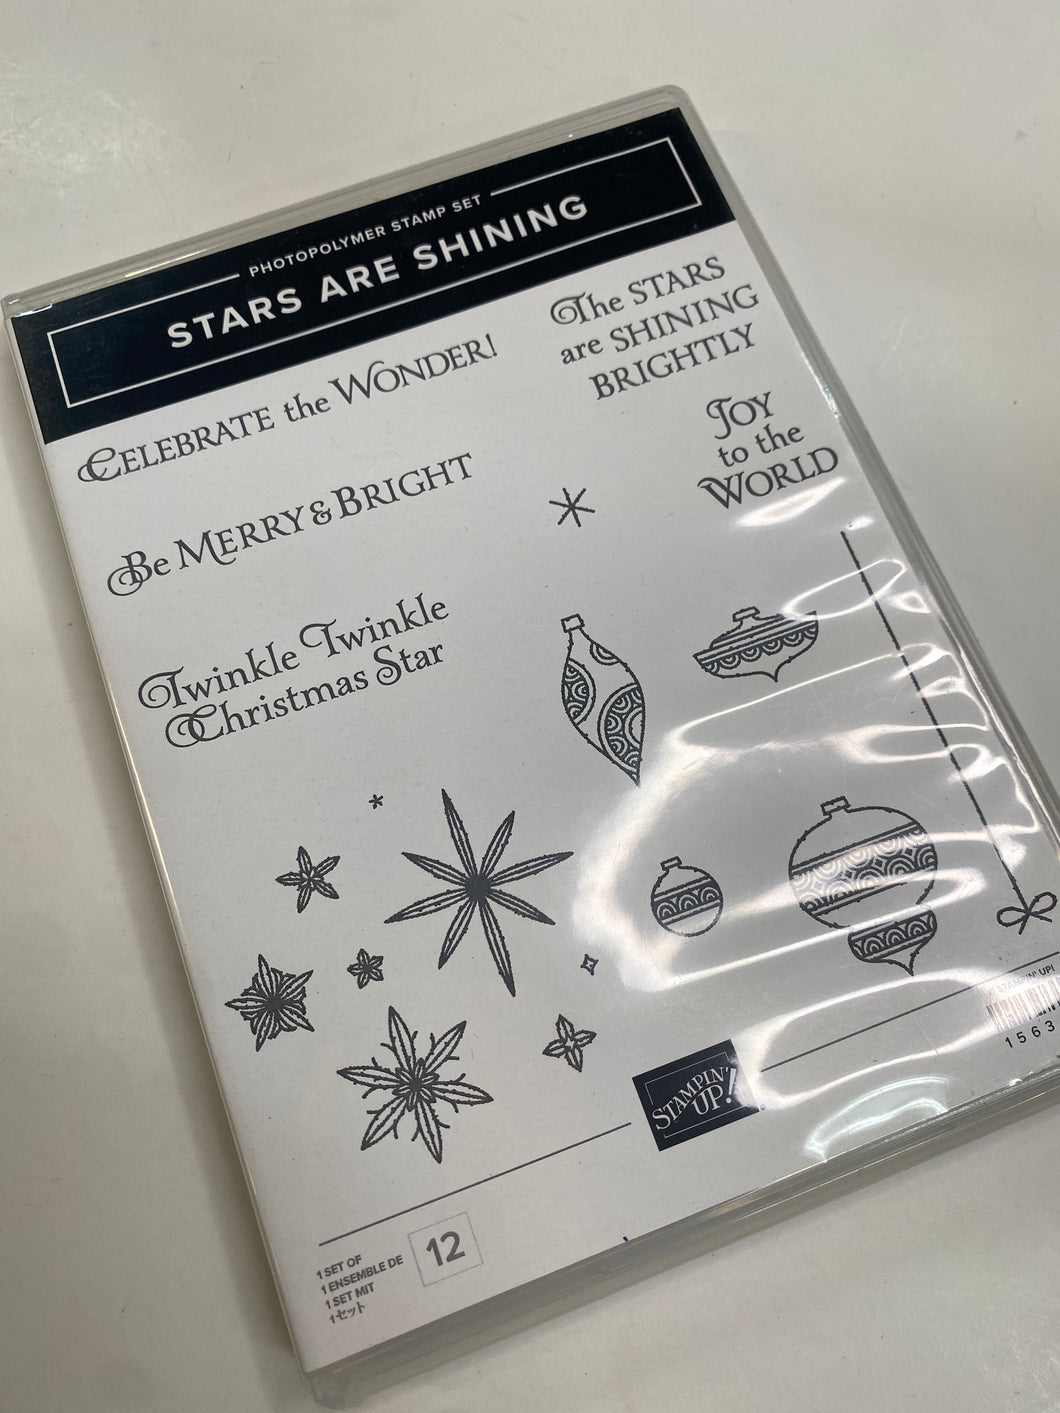 PHOTOPOLYMER STAMP SET
STARS ARE SHINING
CELEBRATE the WONDER!
The STARS
are SHINING
BRIGHTLY
Be MERRY & BRIGHT
JOY
to the
WORLD
Twinkle Twinkle
Christmas Star
STAMPIN' UP!
1563
STAMPIN'
UP!
1 SET OF
1 ENSEMBLE DE
1 SET MIT
1セット
12